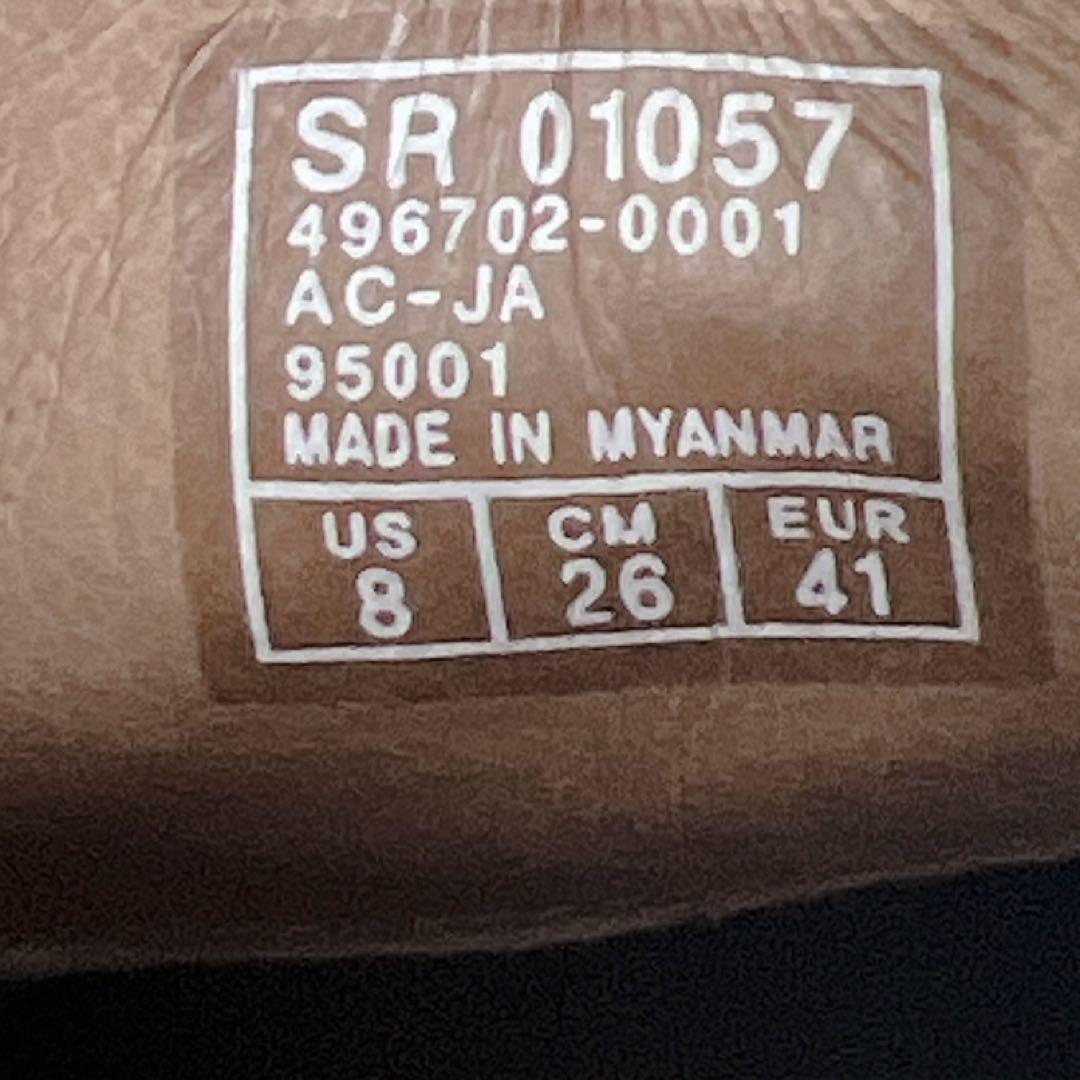 SR 01057
496702-0001
AC-JA
95001
MADE IN MYANMAR
US CM EUR
8 26 41